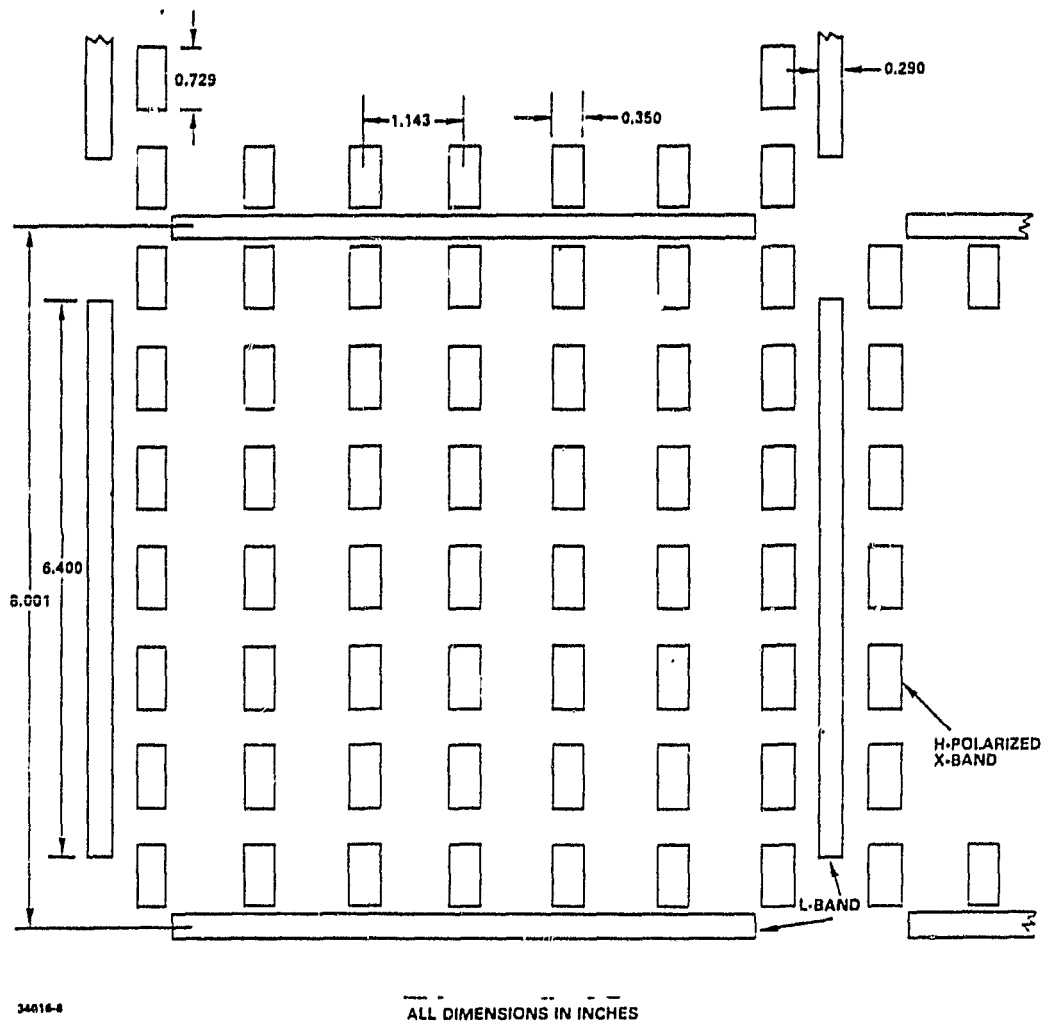 0.729
0.290
1.143
0.350
6.400
8.001
H-POLARIZED
X-BAND
L-BAND
34016-8
ALL DIMENSIONS IN INCHES